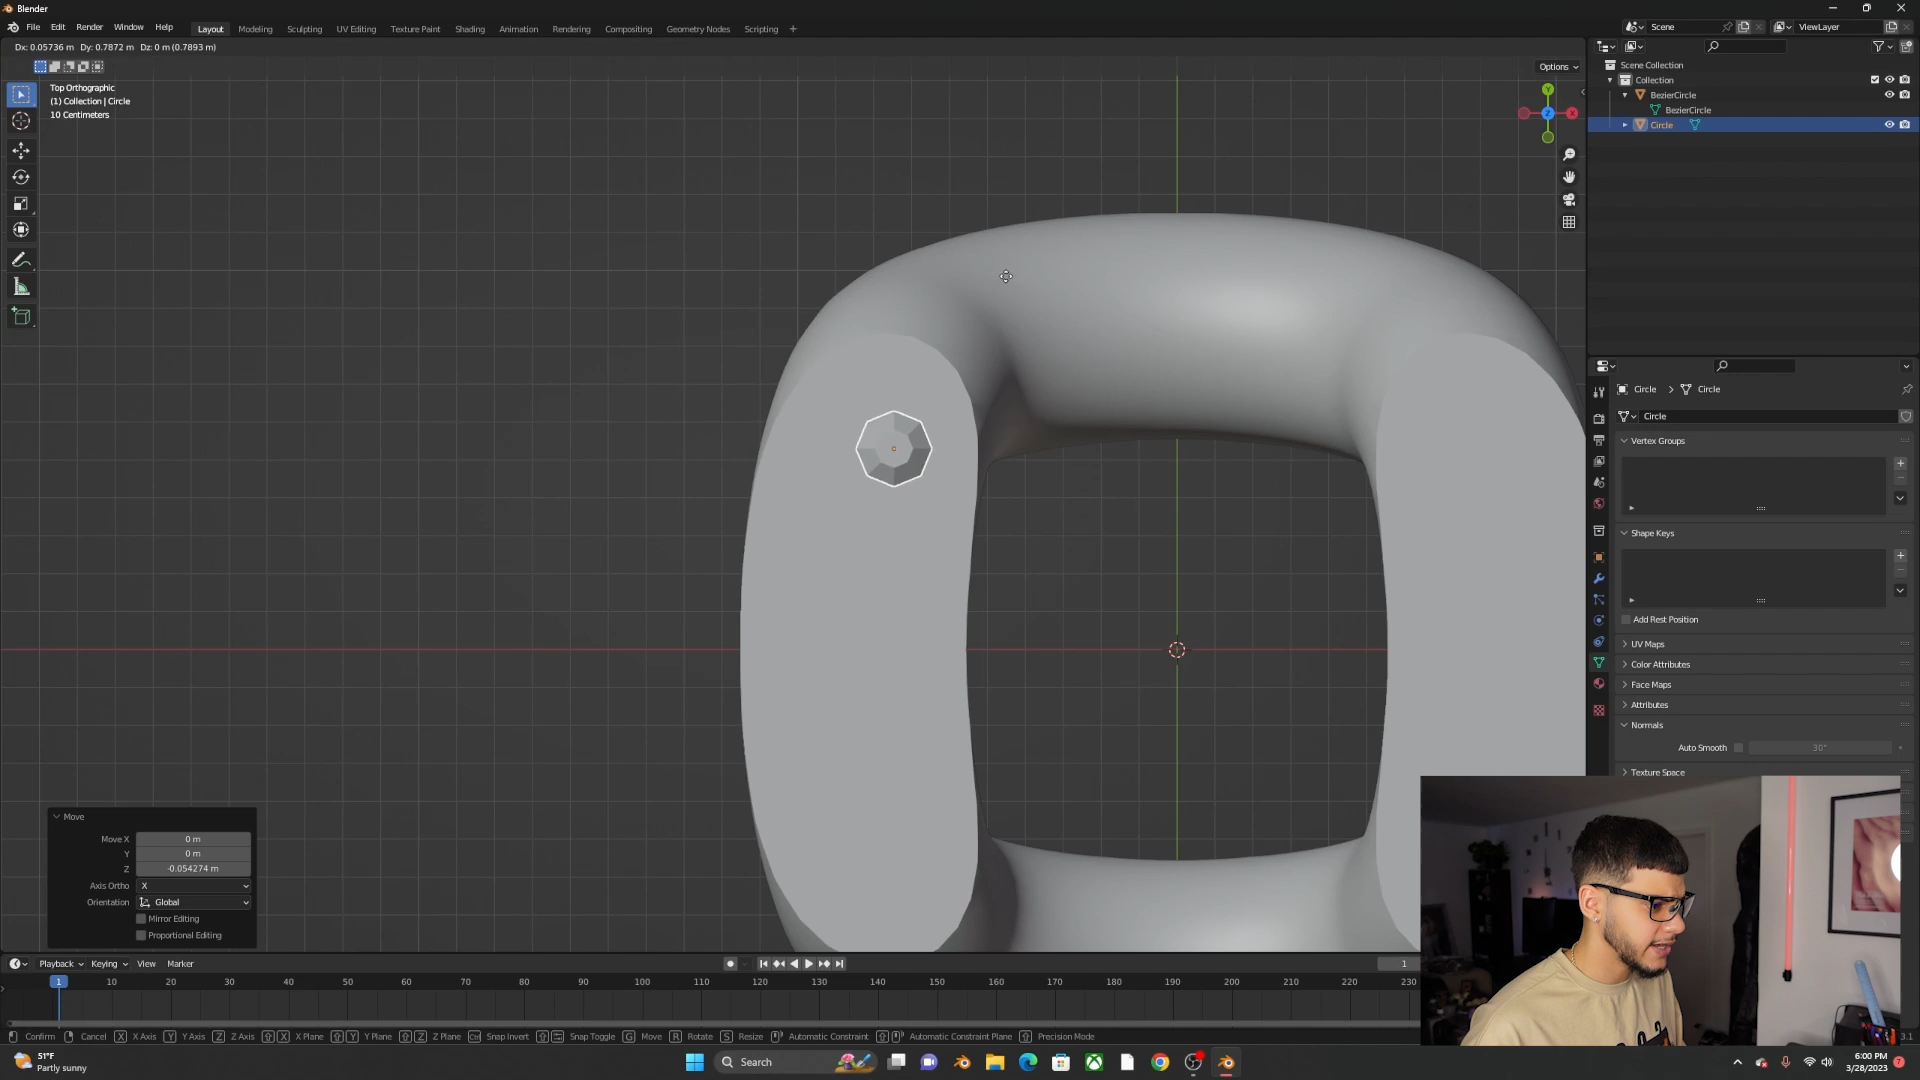 Blender
File Edit Render Window Help
Layout Modeling Sculpting UV Editing Texture Paint Shading Animation Rendering Compositing Geometry Nodes Scripting +
Scene ViewLayer
Dx: 0.05736 m Dy: 0.7872 m Dz: 0 m (0.7893 m)
Options
Top Orthographic
(1) Collection | Circle
10 Centimeters
Y
X
Z
Scene Collection
Collection
BezierCircle
BezierCircle
Circle
Circle > Circle
Circle
Vertex Groups
Shape Keys
Add Rest Position
UV Maps
Color Attributes
Face Maps
Attributes
Normals
Auto Smooth 30°
Texture Space
Move
Move X 0 m
Y 0 m
Z -0.054274 m
Axis Ortho X
Orientation Global
Mirror Editing
Proportional Editing
Playback Keying View Marker 1
1 10 20 30 40 50 60 70 80 90 100 110 120 130 140 150 160 170 180 190 200 210 220 230
Confirm Cancel X X Axis Y Y Axis Z Z Axis X X Plane Y Y Plane Z Z Plane Ctrl Snap Invert Snap Toggle G Move R Rotate S Resize Automatic Constraint Automatic Constraint Plane Precision Mode 3.1
51°F
Partly sunny
Search
6:00 PM
3/28/2023
7